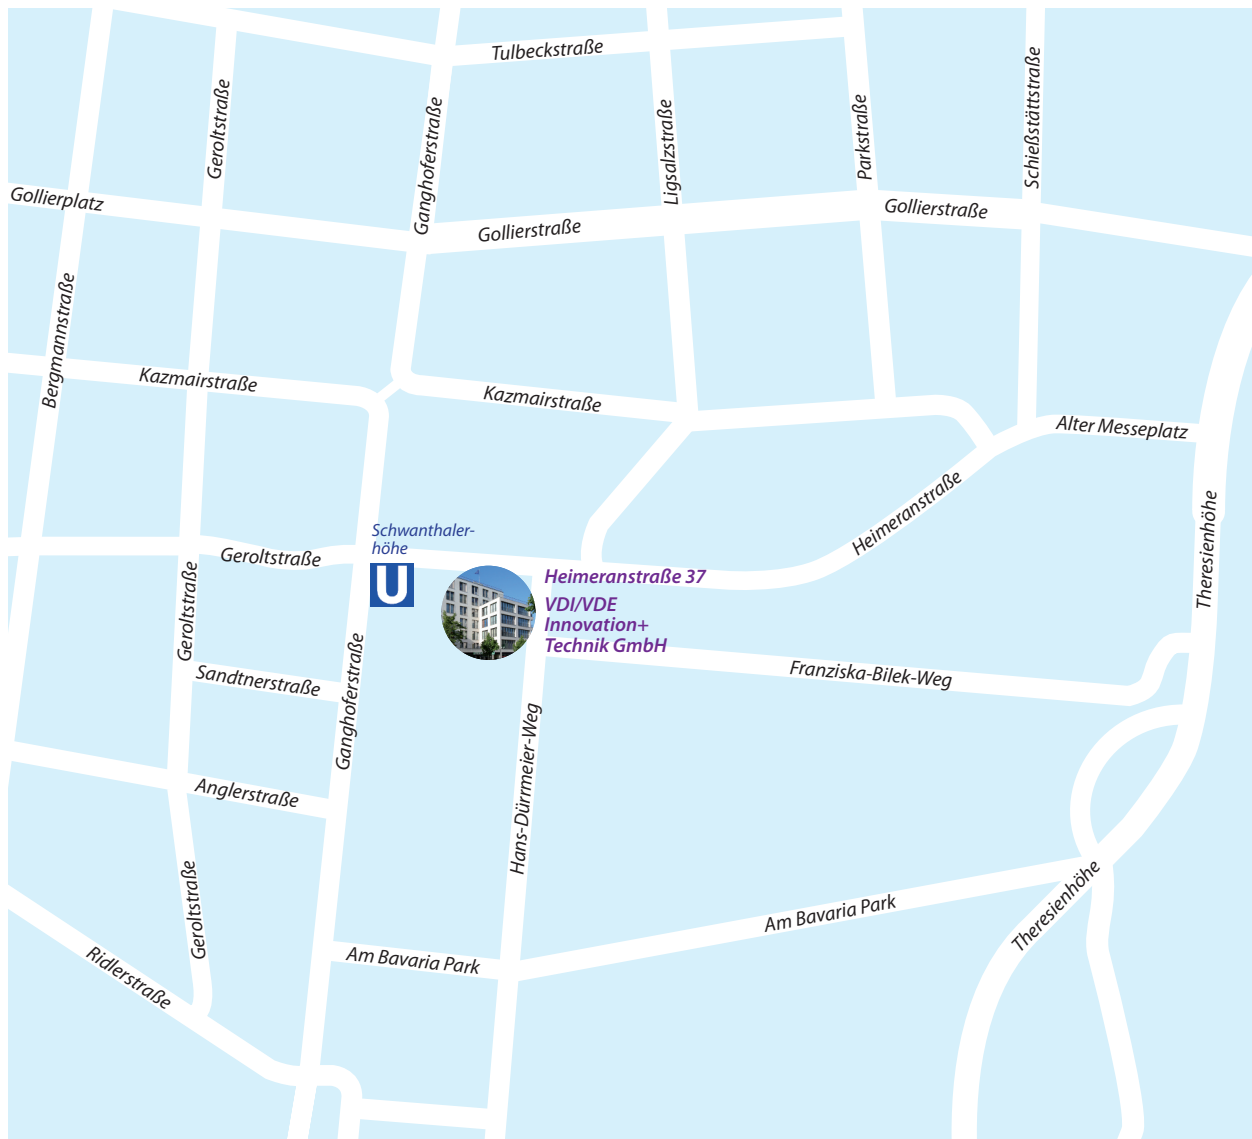 Tulbeckstraße
Geroltstraße
Ganghoferstraße
Ligsalzstraße
Parkstraße
Schießstättstraße
Gollierplatz
Gollierstraße
Gollierstraße
Bergmannstraße
Kazmairstraße
Kazmairstraße
Alter Messeplatz
Heimeranstraße
Theresienhöhe
Schwanthaler-
höhe
U
Geroltstraße
Geroltstraße
Heimeranstraße 37
VDI/VDE
Innovation+
Technik GmbH
Sandtnerstraße
Ganghoferstraße
Franziska-Bilek-Weg
Hans-Dürrmeier-Weg
Anglerstraße
Geroltstraße
Am Bavaria Park
Theresienhöhe
Am Bavaria Park
Ridlerstraße